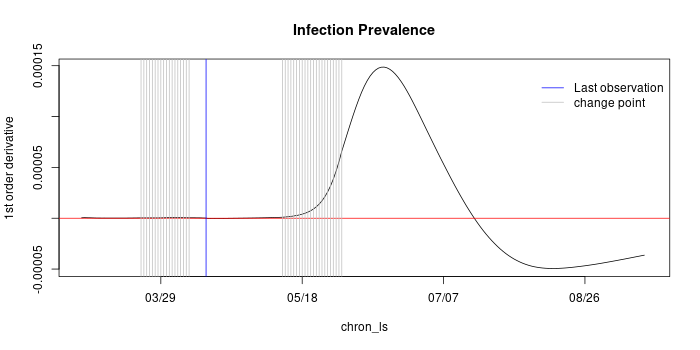 Infection Prevalence
1st order derivative
0.00015
0.00005
-0.00005
Last observation
change point
03/29 05/18 07/07 08/26
chron_ls